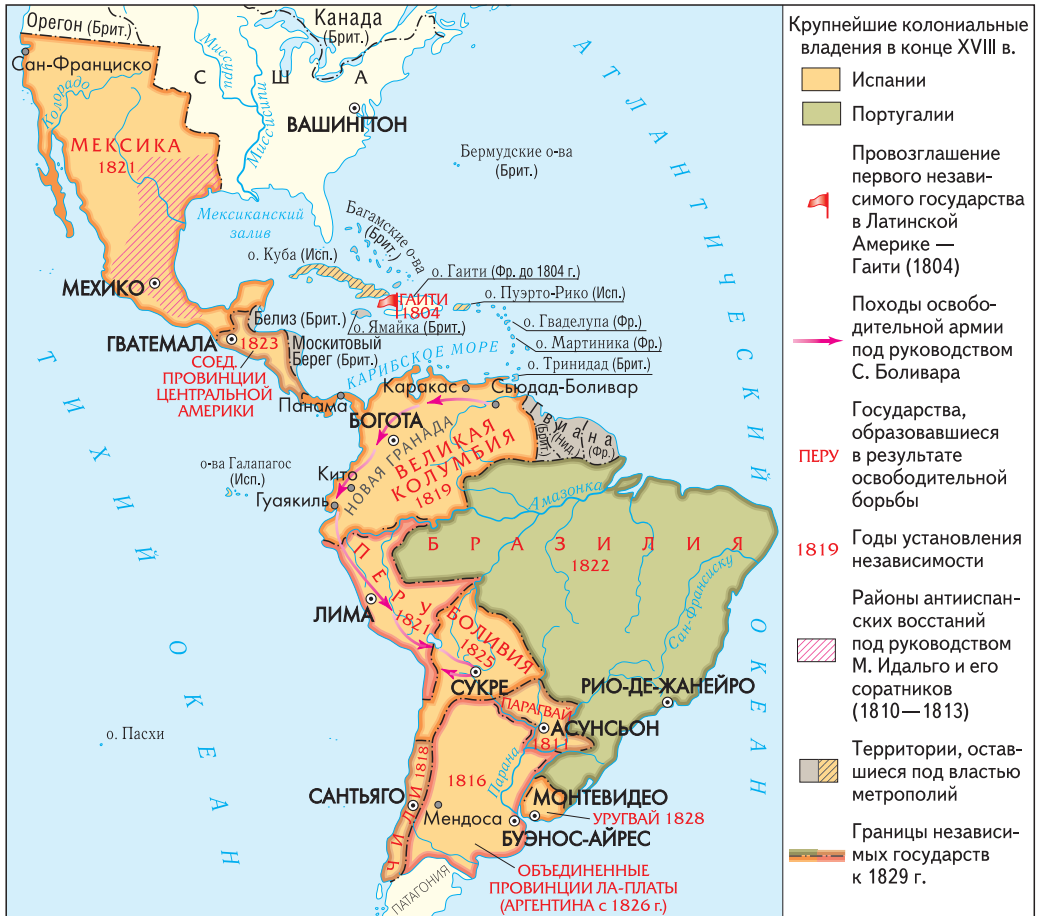 Орегон (Брит.)
Канада
(Брит.)
Сан-Франциско
Колорадо
Миссури
США
Миссисипи
ВАШИНГТОН
МЕКСИКА
1821
Бермудские о-ва
(Брит.)
Мексиканский
залив
Багамские о-ва
(Брит.)
о. Куба (Исп.)
о. Гаити (Фр. до 1804 г.)
ГАИТИ
1804
о. Пуэрто-Рико (Исп.)
МЕХИКО
Белиз (Брит.)
о. Ямайка (Брит.)
о. Гваделупа (Фр.)
ГВАТЕМАЛА
1823
Москитовый
Берег (Брит.)
о. Мартиника (Фр.)
СОЕД.
ПРОВИНЦИИ
ЦЕНТРАЛЬНОЙ
АМЕРИКИ
КАРИБСКОЕ МОРЕ
о. Тринидад (Брит.)
Панама
Каракас
Сьюдад-Боливар
БОГОТА
НОВАЯ ГРАНАДА
ВЕЛИКАЯ
КОЛУМБИЯ
1819
Гвиана
(Брит.)
(Нид.)
(Фр.)
о-ва Галапагос
(Исп.)
Кито
Гуаякиль
Амазонка
БРАЗИЛИЯ
1822
Сан-Франсиску
ПЕРУ
1821
ЛИМА
БОЛИВИЯ
1825
СУКРЕ
РИО-ДЕ-ЖАНЕЙРО
ПАРАГВАЙ
1811
АСУНСЬОН
о. Пасхи
ЧИЛИ 1818
1816
Парана
САНТЬЯГО
Мендоса
МОНТЕВИДЕО
УРУГВАЙ 1828
БУЭНОС-АЙРЕС
ОБЪЕДИНЕННЫЕ
ПРОВИНЦИИ ЛА-ПЛАТЫ
(АРГЕНТИНА с 1826 г.)
ПАТАГОНИЯ
ТИХИЙ ОКЕАН
АТЛАНТИЧЕСКИЙ ОКЕАН
Крупнейшие колониальные
владения в конце XVIII в.
Испании
Португалии
Провозглашение
первого незави-
симого государства
в Латинской
Америке —
Гаити (1804)
Походы освобо-
дительной армии
под руководством
С. Боливара
Государства,
образовавшиеся
ПЕРУ в результате
освободительной
борьбы
1819 Годы установления
независимости
Районы антииспан-
ских восстаний
под руководством
М. Идальго и его
соратников
(1810—1813)
Территории, остав-
шиеся под властью
метрополий
Границы независи-
мых государств
к 1829 г.